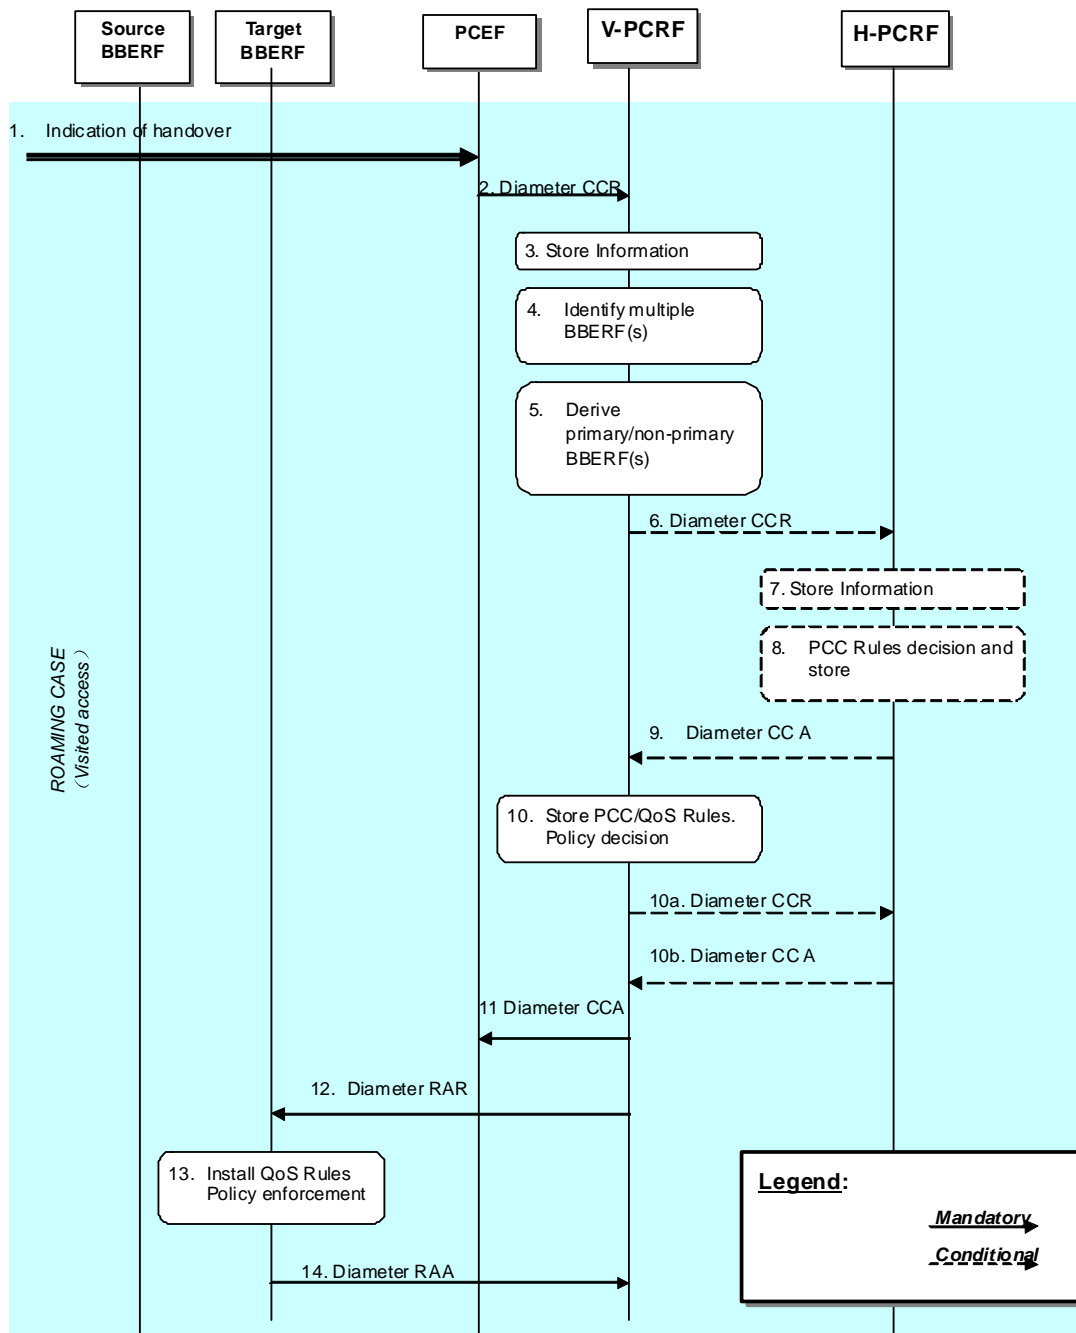 Source
BBERF
Target
BBERF
PCEF
V-PCRF
H-PCRF
1. Indication of handover
2. Diameter CCR
3. Store Information
4. Identify multiple
BBERF(s)
5. Derive
primary/non-primary
BBERF(s)
6. Diameter CCR
7. Store Information
8. PCC Rules decision and
store
9. Diameter CCA
10. Store PCC/QoS Rules.
Policy decision
10a. Diameter CCR
10b. Diameter CCA
11 Diameter CCA
12. Diameter RAR
13. Install QoS Rules
Policy enforcement
14. Diameter RAA
ROAMING CASE
(Visited access)
Legend:
Mandatory
Conditional